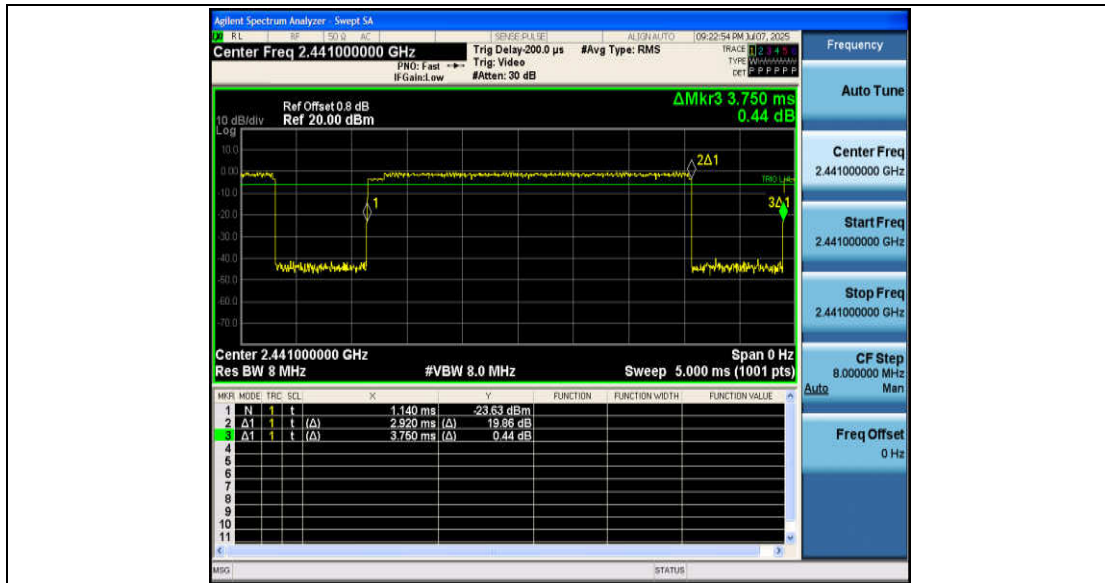 Agilent Spectrum Analyzer - Swept SA
RL RF 50 Ω AC SENSE:PULSE ALIGN AUTO 09:22:54 PM Jul 07, 2025
Center Freq 2.441000000 GHz
PNO: Fast
IFGain:Low
Trig Delay-200.0 µs
Trig: Video
#Atten: 30 dB
#Avg Type: RMS
TRACE 1 2 3 4 5 6
TYPE
DET P P P P P P
Frequency
Auto Tune
Center Freq
2.441000000 GHz
Start Freq
2.441000000 GHz
Stop Freq
2.441000000 GHz
CF Step
8.000000 MHz
Auto Man
Freq Offset
0 Hz
ΔMkr3 3.750 ms
0.44 dB
Ref Offset 0.8 dB
10 dB/div Ref 20.00 dBm
Log
10.0
0.00
-10.0
-20.0
-30.0
-40.0
-50.0
-60.0
-70.0
1
2Δ1
3Δ1
Center 2.441000000 GHz Span 0 Hz
Res BW 8 MHz #VBW 8.0 MHz Sweep 5.000 ms (1001 pts)
MKR MODE TRC SCL X Y FUNCTION FUNCTION WIDTH FUNCTION VALUE
1 N 1 t 1.140 ms -23.63 dBm
2 Δ1 1 t (Δ) 2.920 ms (Δ) 19.86 dB
3 Δ1 1 t (Δ) 3.750 ms (Δ) 0.44 dB
4
5
6
7
8
9
10
11
MSG STATUS